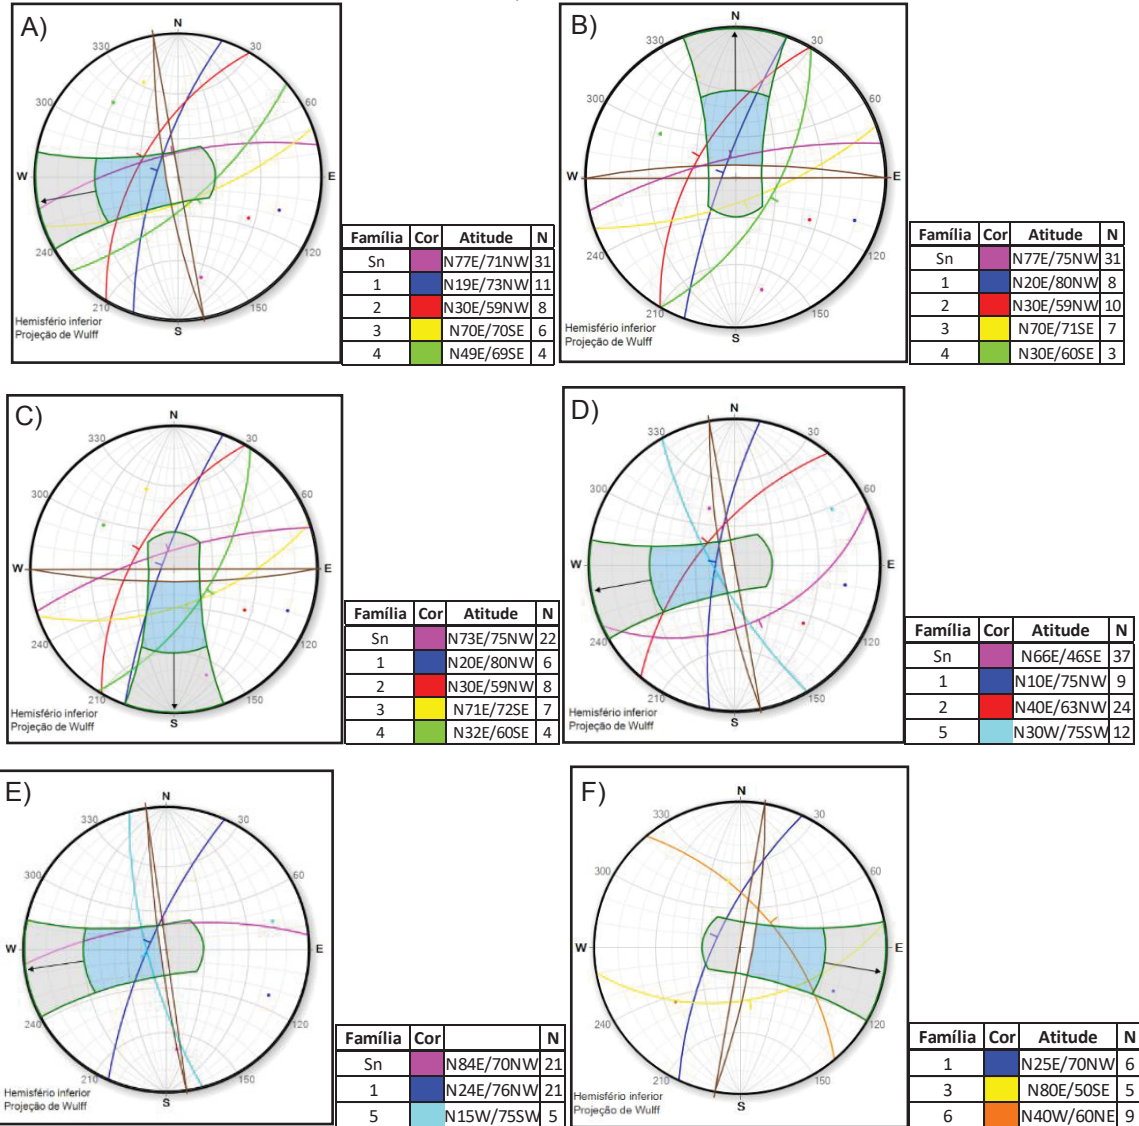 A)
N
30
60
E
120
150
S
210
240
W
300
330
Hemisfério inferior
Projeção de Wulff
Família Cor Atitude N
Sn N77E/71NW 31
1 N19E/73NW 11
2 N30E/59NW 8
3 N70E/70SE 6
4 N49E/69SE 4
B)
N
30
60
E
120
150
S
210
240
W
300
330
Hemisfério inferior
Projeção de Wulff
Família Cor Atitude N
Sn N77E/75NW 31
1 N20E/80NW 8
2 N30E/59NW 10
3 N70E/71SE 7
4 N30E/60SE 3
C)
N
30
60
E
120
150
S
210
240
W
300
330
Hemisfério inferior
Projeção de Wulff
Família Cor Atitude N
Sn N73E/75NW 22
1 N20E/80NW 6
2 N30E/59NW 8
3 N71E/72SE 7
4 N32E/60SE 4
D)
N
30
60
E
120
150
S
210
240
W
300
330
Hemisfério inferior
Projeção de Wulff
Família Cor Atitude N
Sn N66E/46SE 37
1 N10E/75NW 9
2 N40E/63NW 24
5 N30W/75SW 12
E)
N
30
60
E
120
150
S
210
240
W
300
330
Hemisfério inferior
Projeção de Wulff
Família Cor N
Sn N84E/70NW 21
1 N24E/76NW 21
5 N15W/75SW 5
F)
N
30
60
E
120
150
S
210
240
W
300
330
Hemisfério inferior
Projeção de Wulff
Família Cor Atitude N
1 N25E/70NW 6
3 N80E/50SE 5
6 N40W/60NE 9